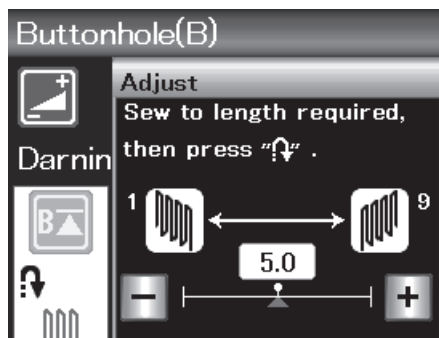 Buttonhole(B)
Adjust
Sew to length required,
then press “ ” .
Darnin
B
1
9
5.0